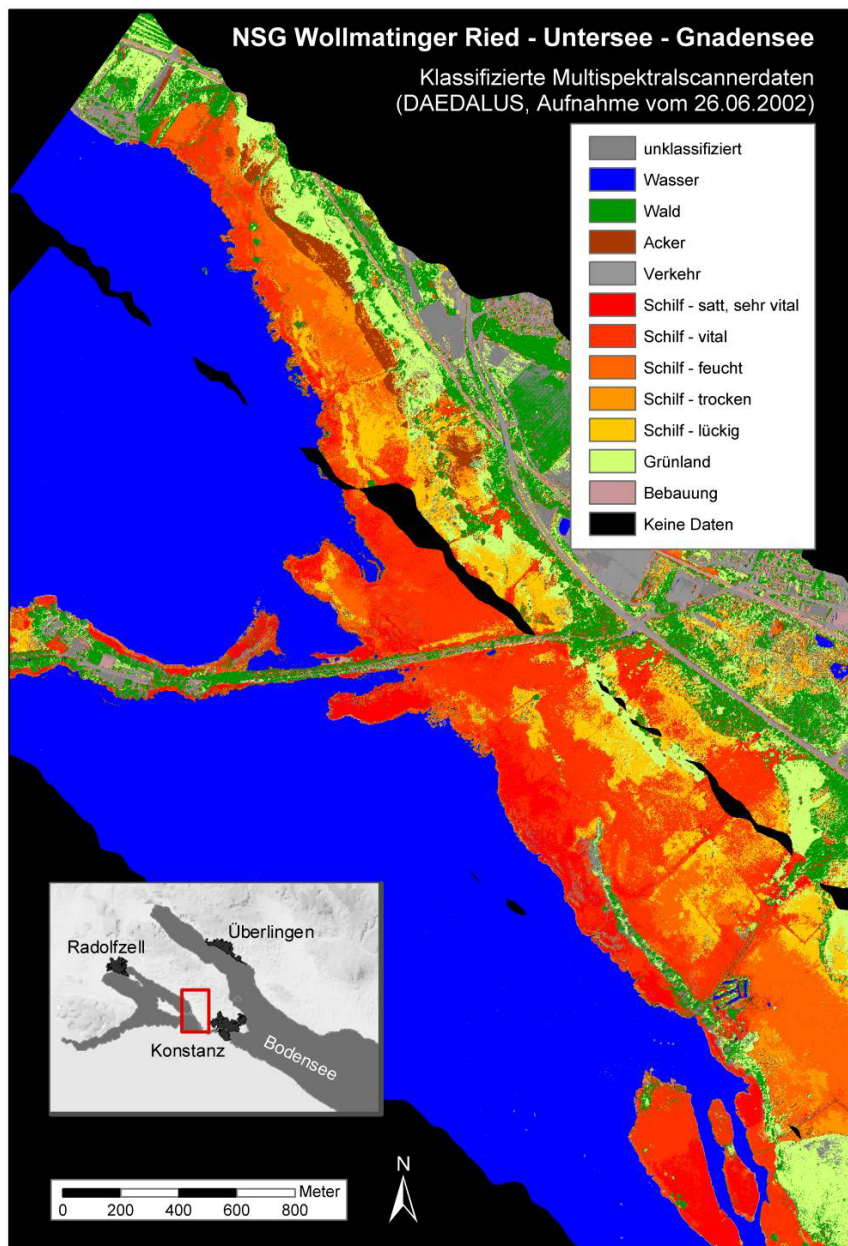 NSG Wollmatinger Ried - Untersee - Gnadensee
Klassifizierte Multispektralscannerdaten
(DAEDALUS, Aufnahme vom 26.06.2002)
unklassifiziert
Wasser
Wald
Acker
Verkehr
Schilf - satt, sehr vital
Schilf - vital
Schilf - feucht
Schilf - trocken
Schilf - lückig
Grünland
Bebauung
Keine Daten
Überlingen
Radolfzell
Konstanz
Bodensee
N
Meter
0 200 400 600 800